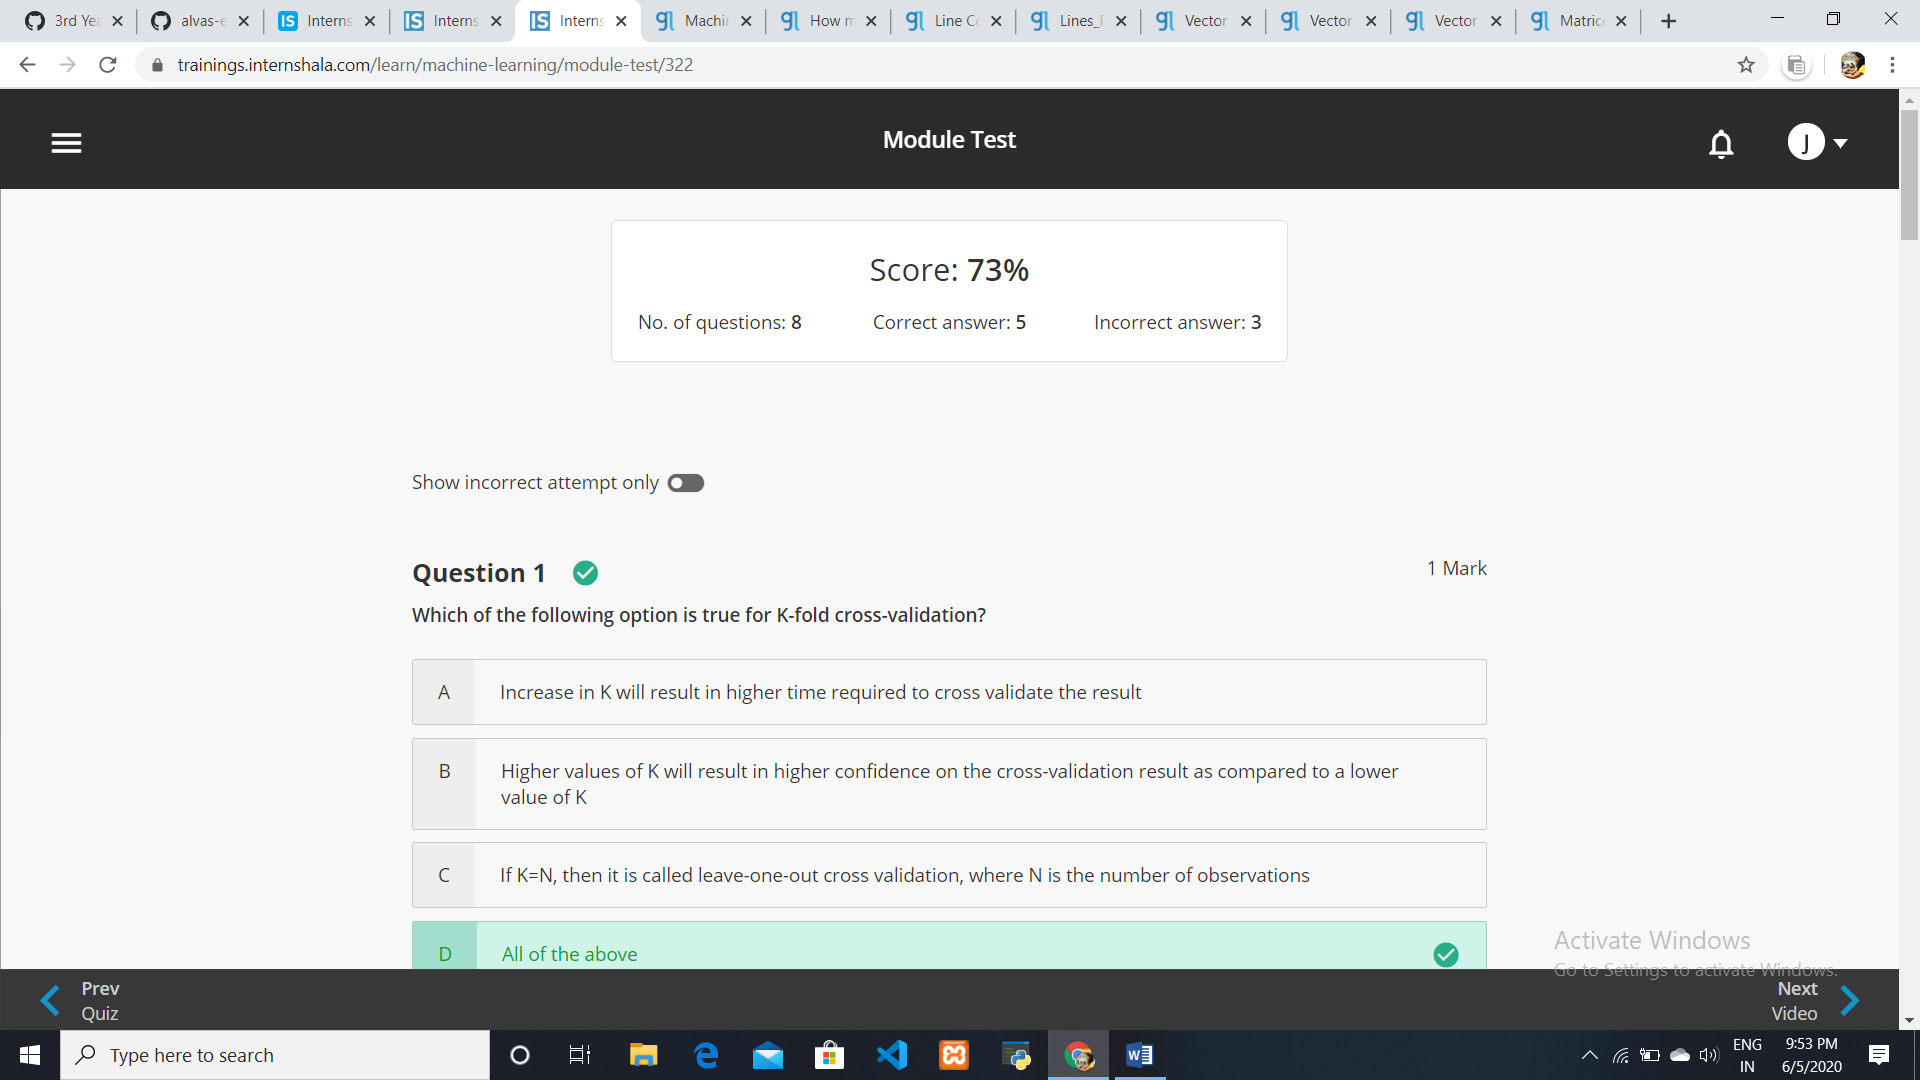 3rd Yea
alvas-e
Interns
Interns
Interns
Machin
How m
Line Co
Lines_P
Vector
Vector
Vector
Matrice
trainings.internshala.com/learn/machine-learning/module-test/322
Module Test
J
Score: 73%
No. of questions: 8
Correct answer: 5
Incorrect answer: 3
Show incorrect attempt only
Question 1
1 Mark
Which of the following option is true for K-fold cross-validation?
A
Increase in K will result in higher time required to cross validate the result
B
Higher values of K will result in higher confidence on the cross-validation result as compared to a lower
value of K
C
If K=N, then it is called leave-one-out cross validation, where N is the number of observations
D
All of the above
Activate Windows
Go to Settings to activate Windows.
Prev
Quiz
Next
Video
Type here to search
ENG
IN
9:53 PM
6/5/2020